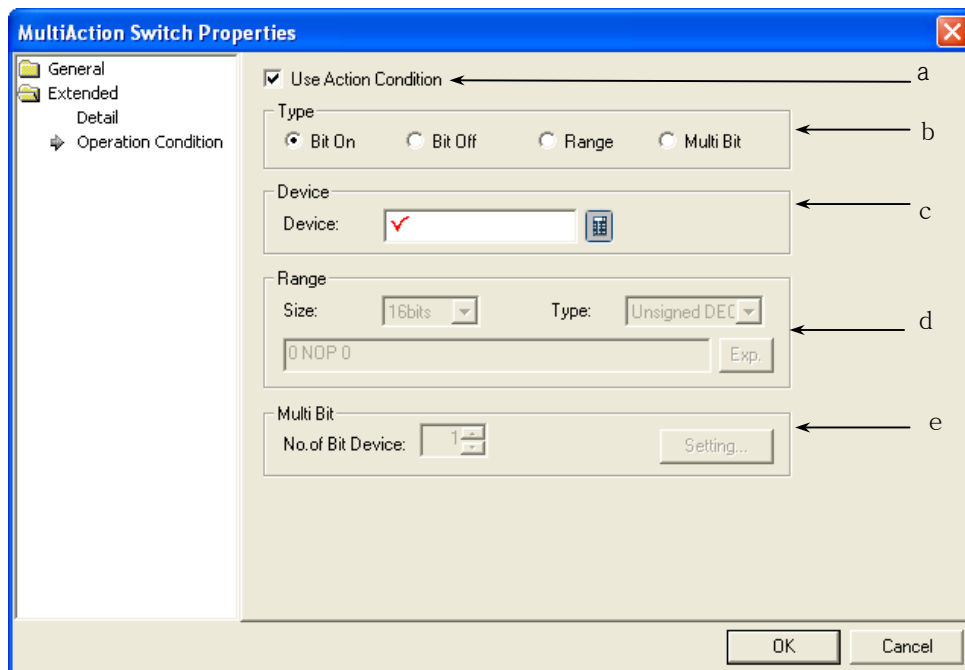 MultiAction Switch Properties
General
Extended
Detail
Operation Condition
Use Action Condition
a
Type
Bit On Bit Off Range Multi Bit
b
Device
Device:
c
Range
Size: 16bits Type: Unsigned DEC
0 NOP 0 Exp.
d
Multi Bit
No.of Bit Device: 1 Setting...
e
OK Cancel